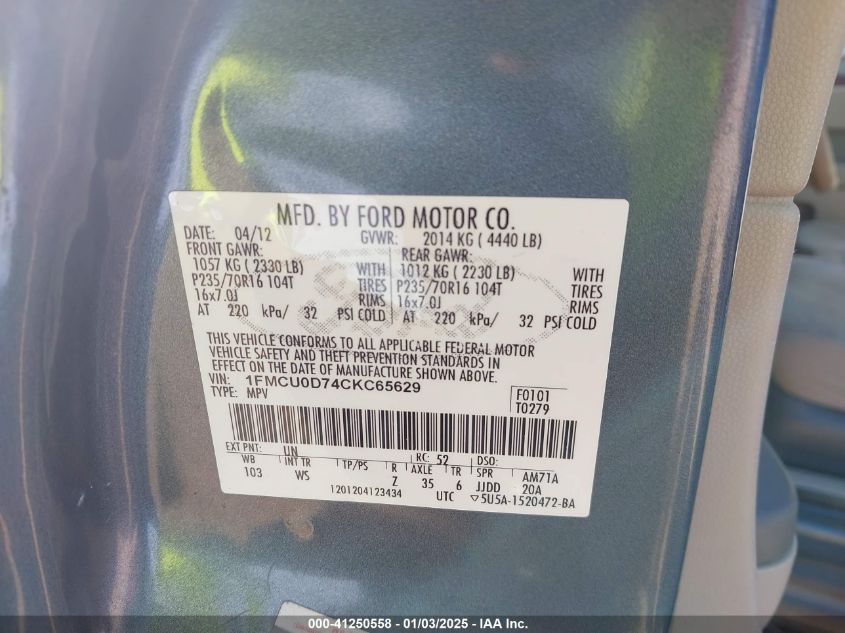 MFD. BY FORD MOTOR CO.
DATE: 04/12 GVWR: 2014 KG ( 4440 LB)
FRONT GAWR: REAR GAWR:
1057 KG ( 2330 LB) WITH 1012 KG ( 2230 LB) WITH
P235/70R16 104T TIRES P235/70R16 104T TIRES
16x7.0J RIMS 16x7.0J RIMS
AT 220 kPa/ 32 PSI COLD AT 220 kPa/ 32 PSI COLD
THIS VEHICLE CONFORMS TO ALL APPLICABLE FEDERAL MOTOR
VEHICLE SAFETY AND THEFT PREVENTION STANDARDS IN
EFFECT ON THE DATE OF MANUFACTURE SHOWN ABOVE.
VIN: 1FMCU0D74CKC65629
TYPE: MPV
F0101
T0279
EXT PNT: UN RC: 52 DSO:
WB INT TR TP/PS R AXLE TR SPR AM71A
103 WS Z 35 6 JJDD 20A
1201204123434 UTC ▽5U5A-1520472-BA
000-41250558 - 01/03/2025 - IAA Inc.